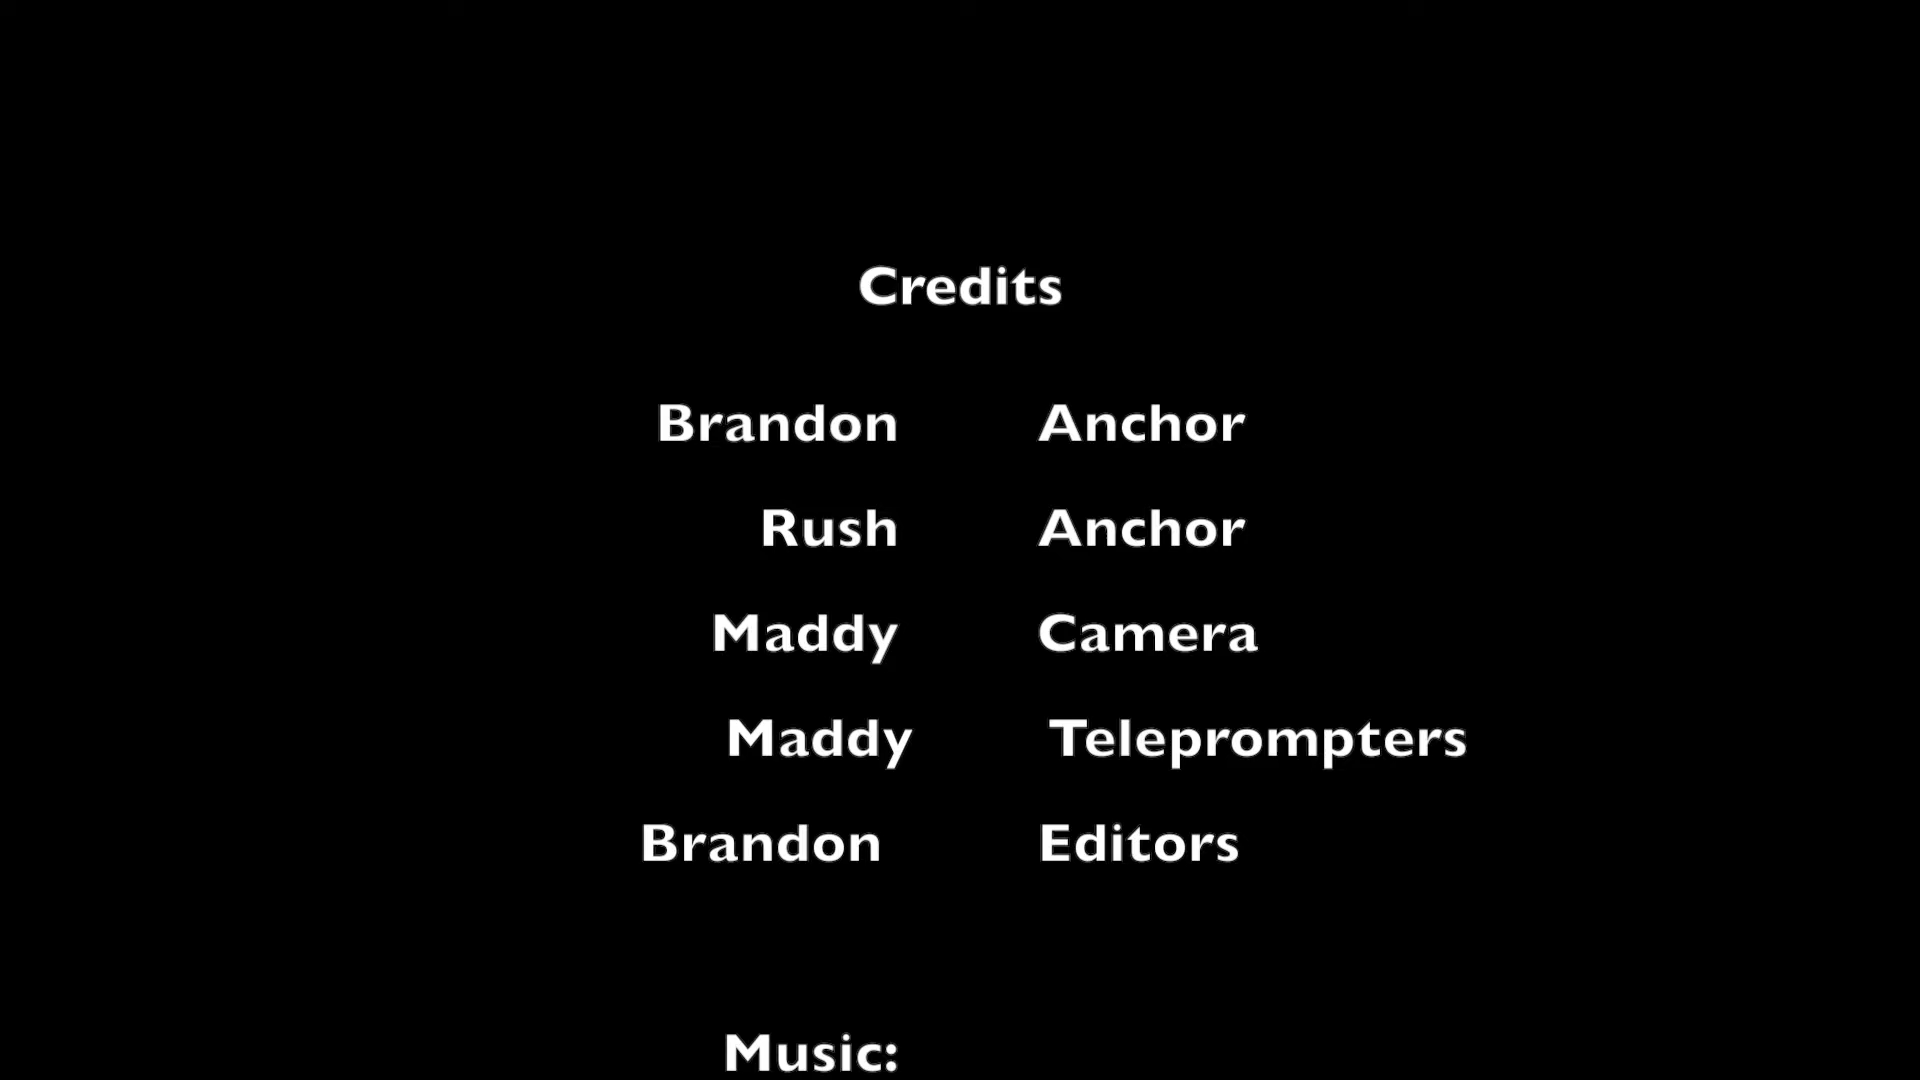 Credits
Brandon Anchor
Rush Anchor
Maddy Camera
Maddy Teleprompters
Brandon Editors
Music: